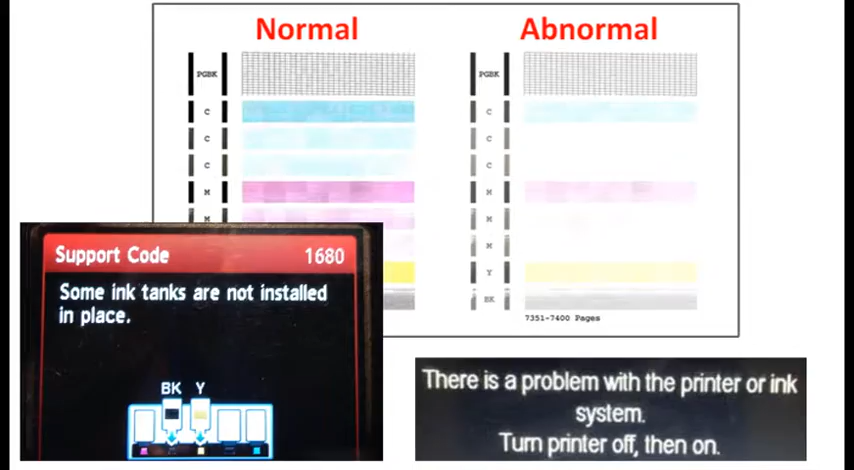 Normal
Abnormal
PGBK
PGBK
C
C
C
C
C
C
M
M
M
M
M
Y
BK
7351-7400 Pages
Support Code 1680
Some ink tanks are not installed
in place.
BK Y
There is a problem with the printer or ink
system.
Turn printer off, then on.